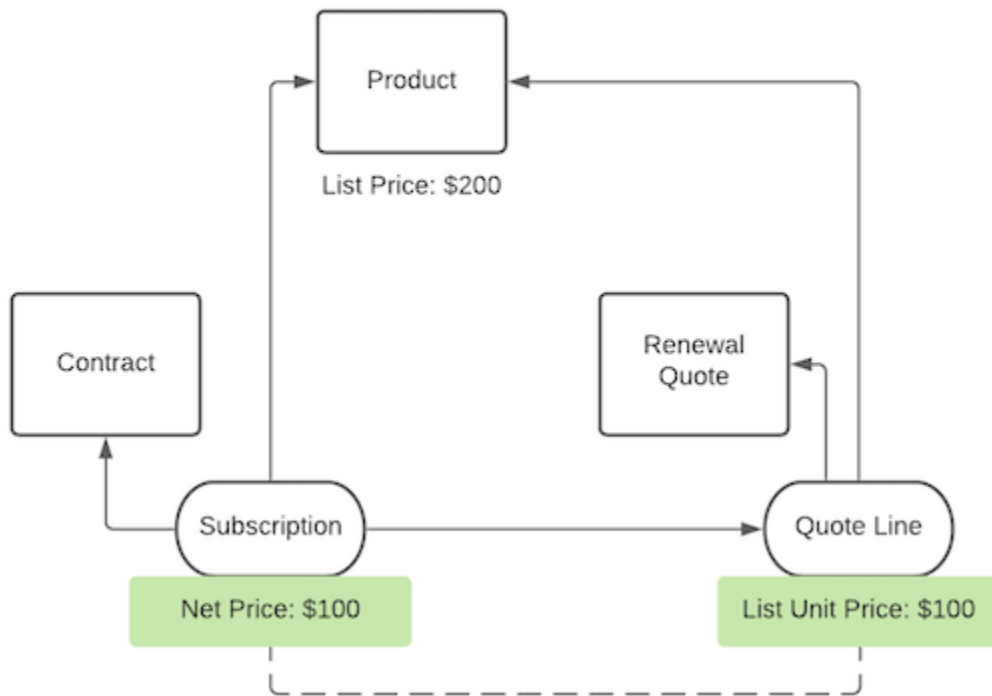 Product
List Price: $200
Contract
Renewal
Quote
Subscription
Quote Line
Net Price: $100
List Unit Price: $100